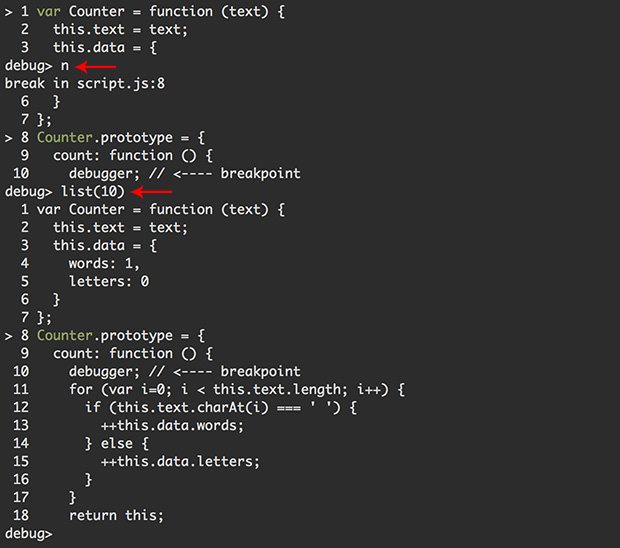 > 1 var Counter = function (text) {
  2   this.text = text;
  3   this.data = {
debug> n
break in script.js:8
  6   }
  7 };
> 8 Counter.prototype = {
  9   count: function () {
 10     debugger; // <---- breakpoint
debug> list(10)
  1 var Counter = function (text) {
  2   this.text = text;
  3   this.data = {
  4     words: 1,
  5     letters: 0
  6   }
  7 };
> 8 Counter.prototype = {
  9   count: function () {
 10     debugger; // <---- breakpoint
 11     for (var i=0; i < this.text.length; i++) {
 12       if (this.text.charAt(i) === ' ') {
 13         ++this.data.words;
 14       } else {
 15         ++this.data.letters;
 16       }
 17     }
 18     return this;
debug>